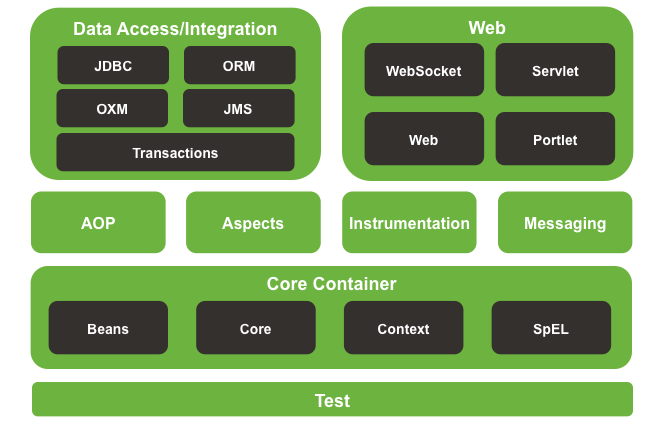 Data Access/Integration
JDBC
ORM
OXM
JMS
Transactions
Web
WebSocket
Servlet
Web
Portlet
AOP
Aspects
Instrumentation
Messaging
Core Container
Beans
Core
Context
SpEL
Test